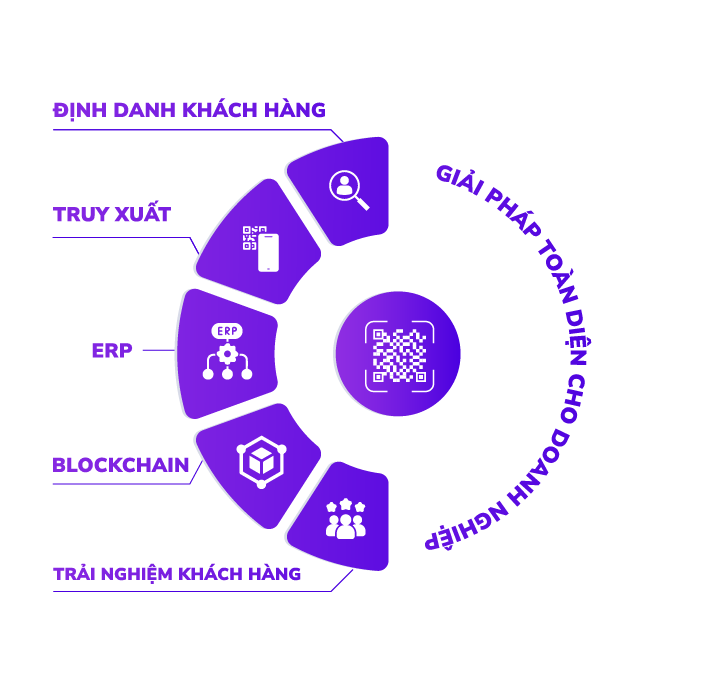 ĐỊNH DANH KHÁCH HÀNG
TRUY XUẤT
ERP
ERP
BLOCKCHAIN
TRẢI NGHIỆM KHÁCH HÀNG
GIẢI PHÁP TOÀN DIỆN CHO DOANH NGHIỆP